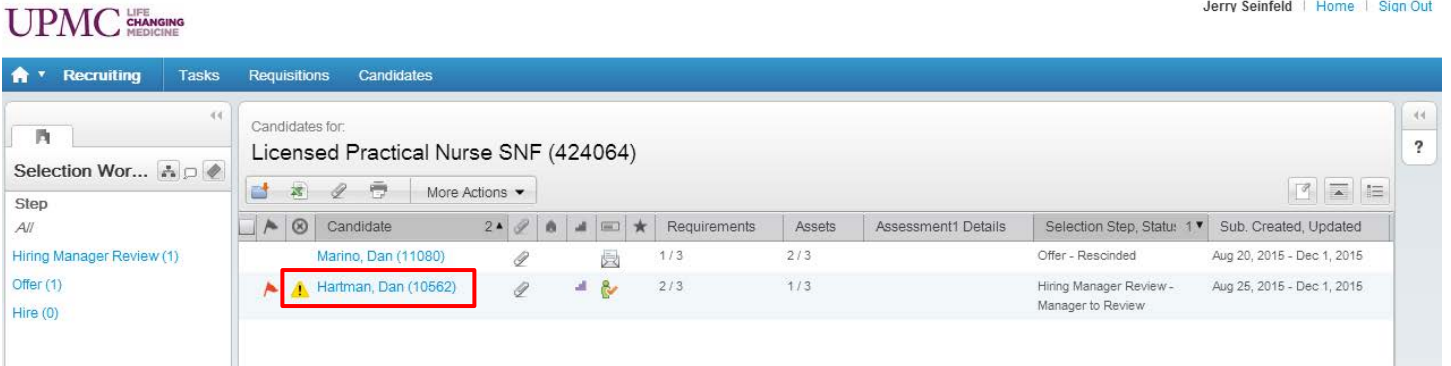 UPMC LIFE CHANGING MEDICINE
Jerry Seinfeld | Home | Sign Out
Recruiting Tasks Requisitions Candidates
Selection Wor...
Step
All
Hiring Manager Review (1)
Offer (1)
Hire (0)
Candidates for:
Licensed Practical Nurse SNF (424064)
More Actions
Candidate 2 Requirements Assets Assessment1 Details Selection Step, Status 1 Sub. Created, Updated
Marino, Dan (11080) 1 / 3 2 / 3 Offer - Rescinded Aug 20, 2015 - Dec 1, 2015
Hartman, Dan (10562) 2 / 3 1 / 3 Hiring Manager Review - Aug 25, 2015 - Dec 1, 2015
Manager to Review
?